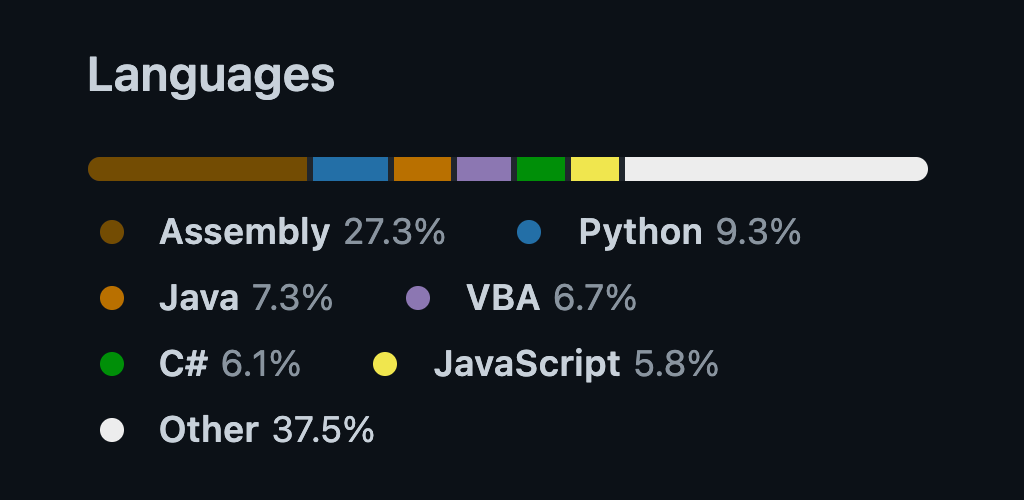 Languages
Assembly 27.3% Python 9.3%
Java 7.3% VBA 6.7%
C# 6.1% JavaScript 5.8%
Other 37.5%